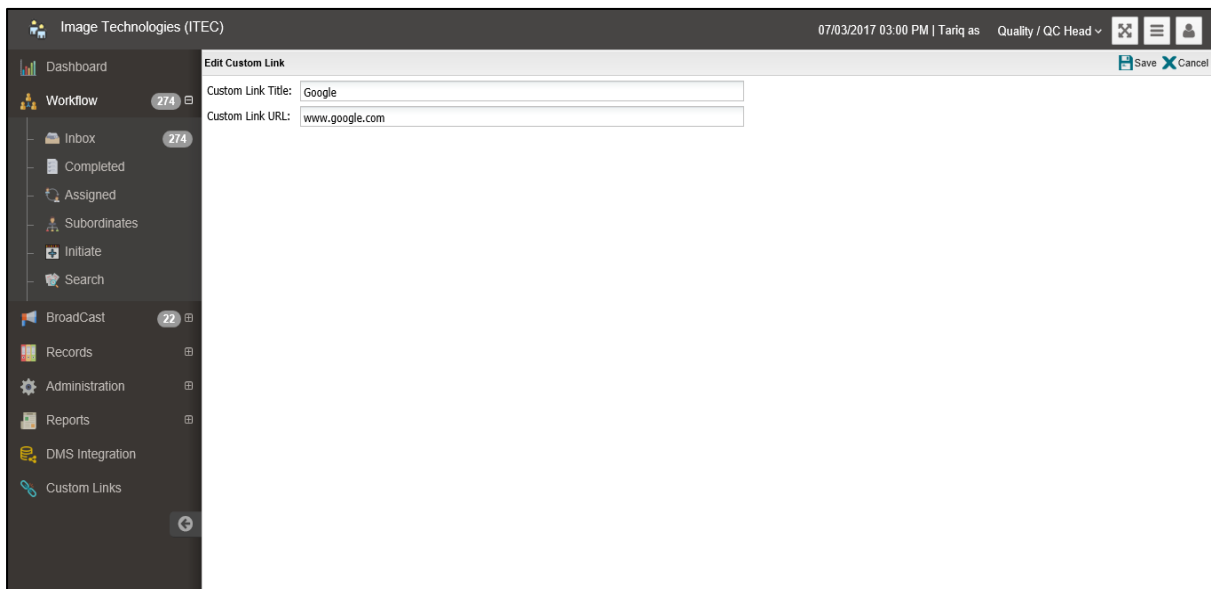 Image Technologies (ITEC)
07/03/2017 03:00 PM | Tariq as Quality / QC Head
Dashboard
Edit Custom Link
Save Cancel
Workflow 274
Custom Link Title: Google
Custom Link URL: www.google.com
Inbox 274
Completed
Assigned
Subordinates
Initiate
Search
BroadCast 22
Records
Administration
Reports
DMS Integration
Custom Links